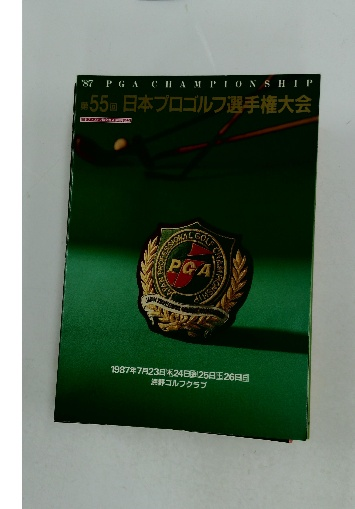 '87 PGA CHAMPIONSHIP
第55回 日本プロゴルフ選手権大会
PGA
1987年7月23日(木)24日(金)25日(土)26日(日)
浜野ゴルフクラブ